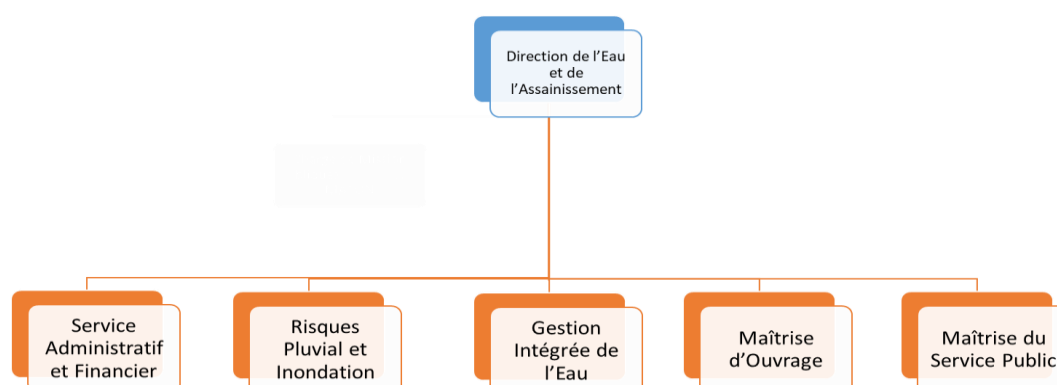 Direction de l'Eau
et de
l'Assainissement
Service
Administratif
et Financier
Risques
Pluvial et
Inondation
Gestion
Intégrée de
l'Eau
Maîtrise
d'Ouvrage
Maîtrise du
Service Public